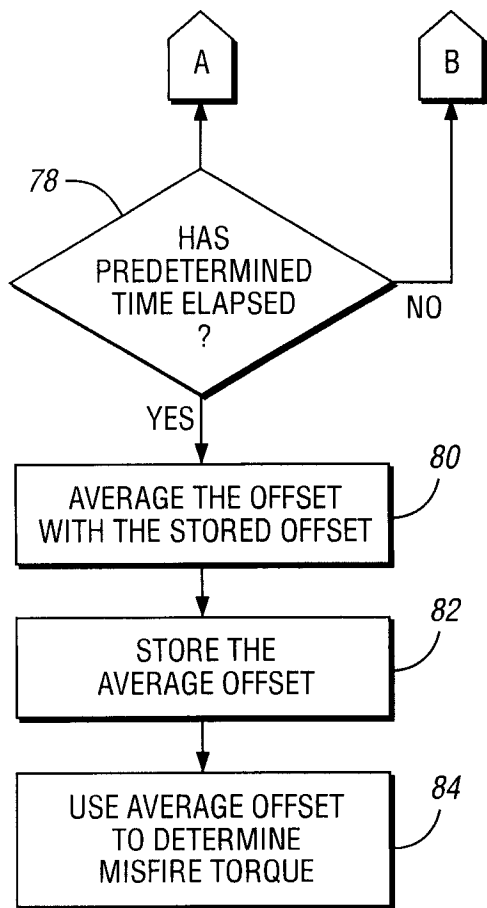 A
B
78
HAS
PREDETERMINED
TIME ELAPSED
?
NO
YES
80
AVERAGE THE OFFSET
WITH THE STORED OFFSET
82
STORE THE
AVERAGE OFFSET
84
USE AVERAGE OFFSET
TO DETERMINE
MISFIRE TORQUE